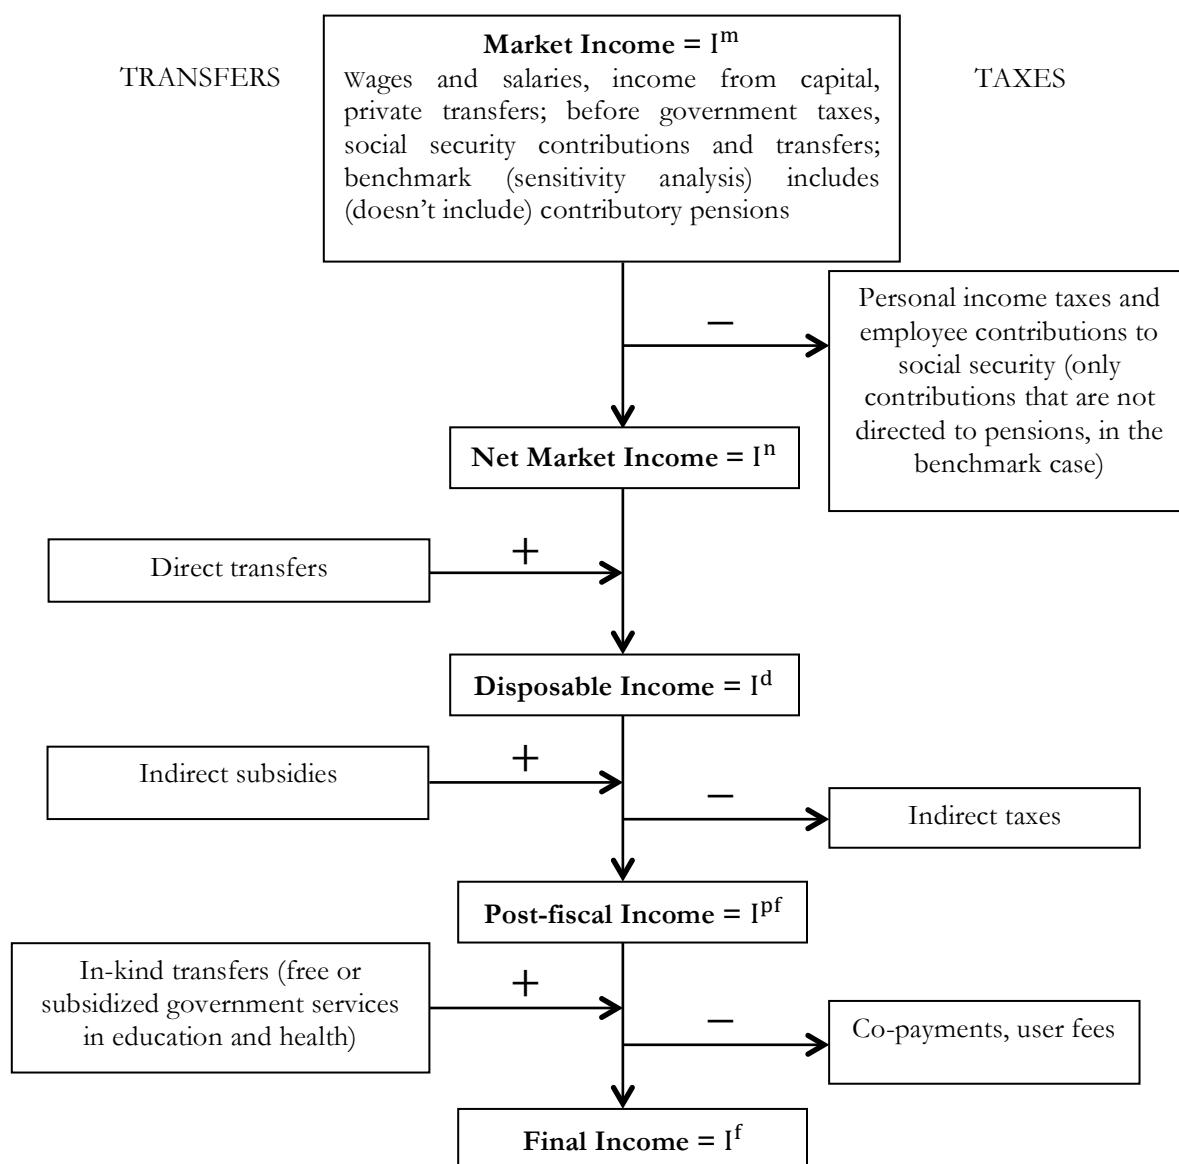 Market Income = I^m
TRANSFERS
TAXES
Wages and salaries, income from capital,
private transfers; before government taxes,
social security contributions and transfers;
benchmark (sensitivity analysis) includes
(doesn't include) contributory pensions
−
Personal income taxes and
employee contributions to
social security (only
contributions that are not
directed to pensions, in the
benchmark case)
Net Market Income = I^n
+
Direct transfers
Disposable Income = I^d
+
Indirect subsidies
−
Indirect taxes
Post-fiscal Income = I^pf
In-kind transfers (free or
subsidized government services
in education and health)
+
−
Co-payments, user fees
Final Income = I^f